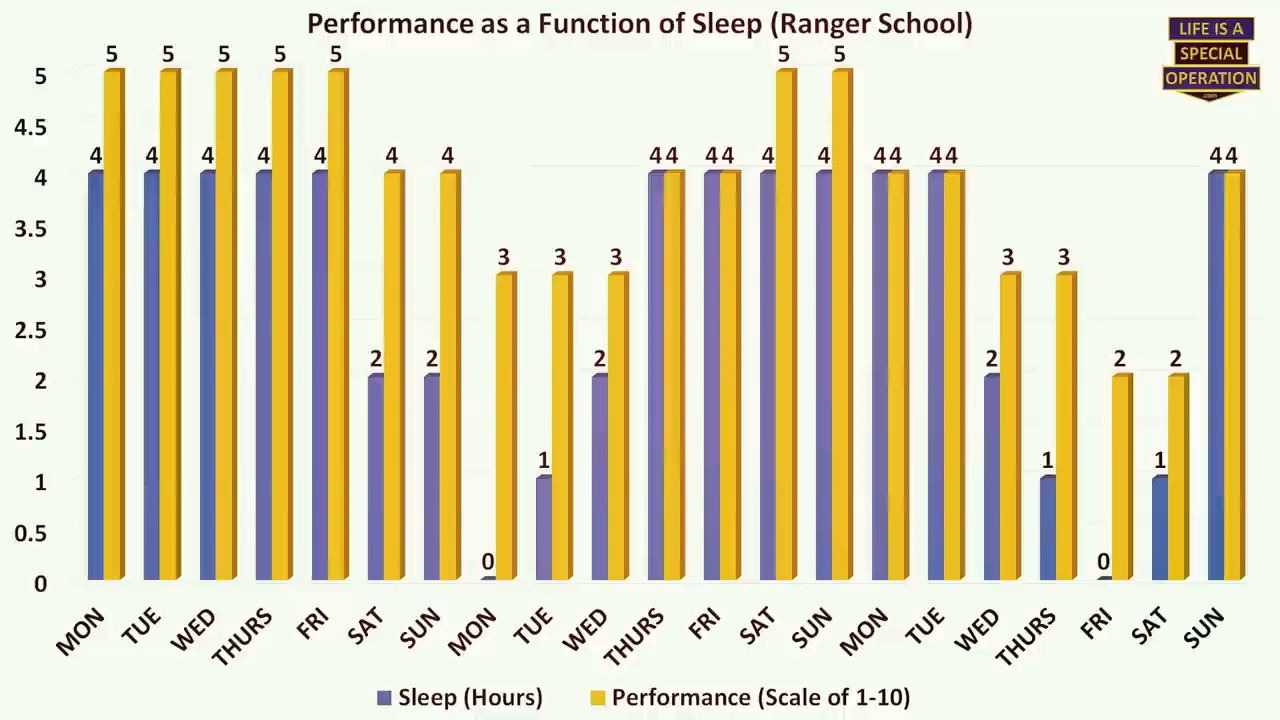 Performance as a Function of Sleep (Ranger School)
LIFE IS A
SPECIAL
OPERATION
.com
5 5 5 5 5 5 5
5
4.5
4 4 4 4 4 4 4 4 4 4 4 4 4 4 4 4 4 4 4
4
3.5
3 3 3 3 3
3
2.5
2 2 2 2 2 2
2
1.5
1 1 1
1
0.5
0 0
0
MON TUE WED THURS FRI SAT SUN MON TUE WED THURS FRI SAT SUN MON TUE WED THURS FRI SAT SUN
Sleep (Hours) Performance (Scale of 1-10)